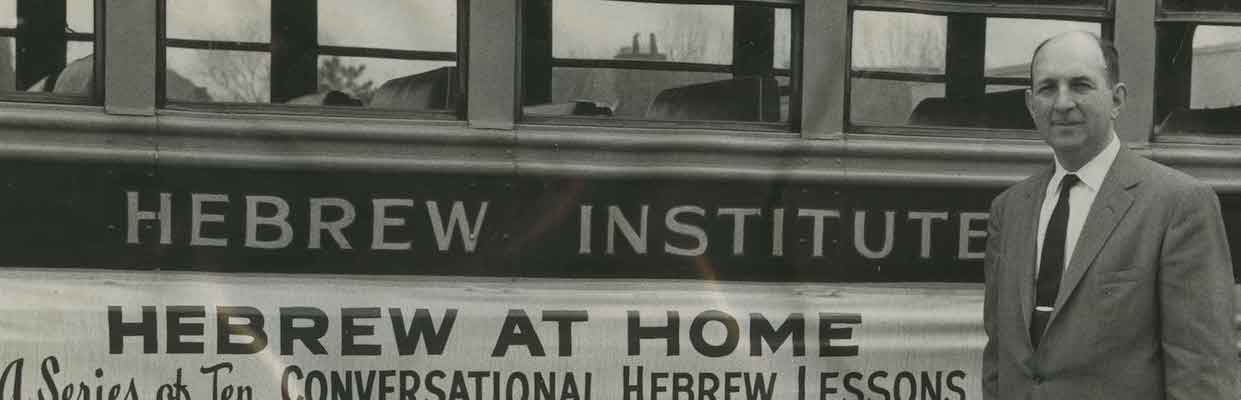 HEBREW INSTITUTE
HEBREW AT HOME
A Series of Ten CONVERSATIONAL HEBREW LESSONS